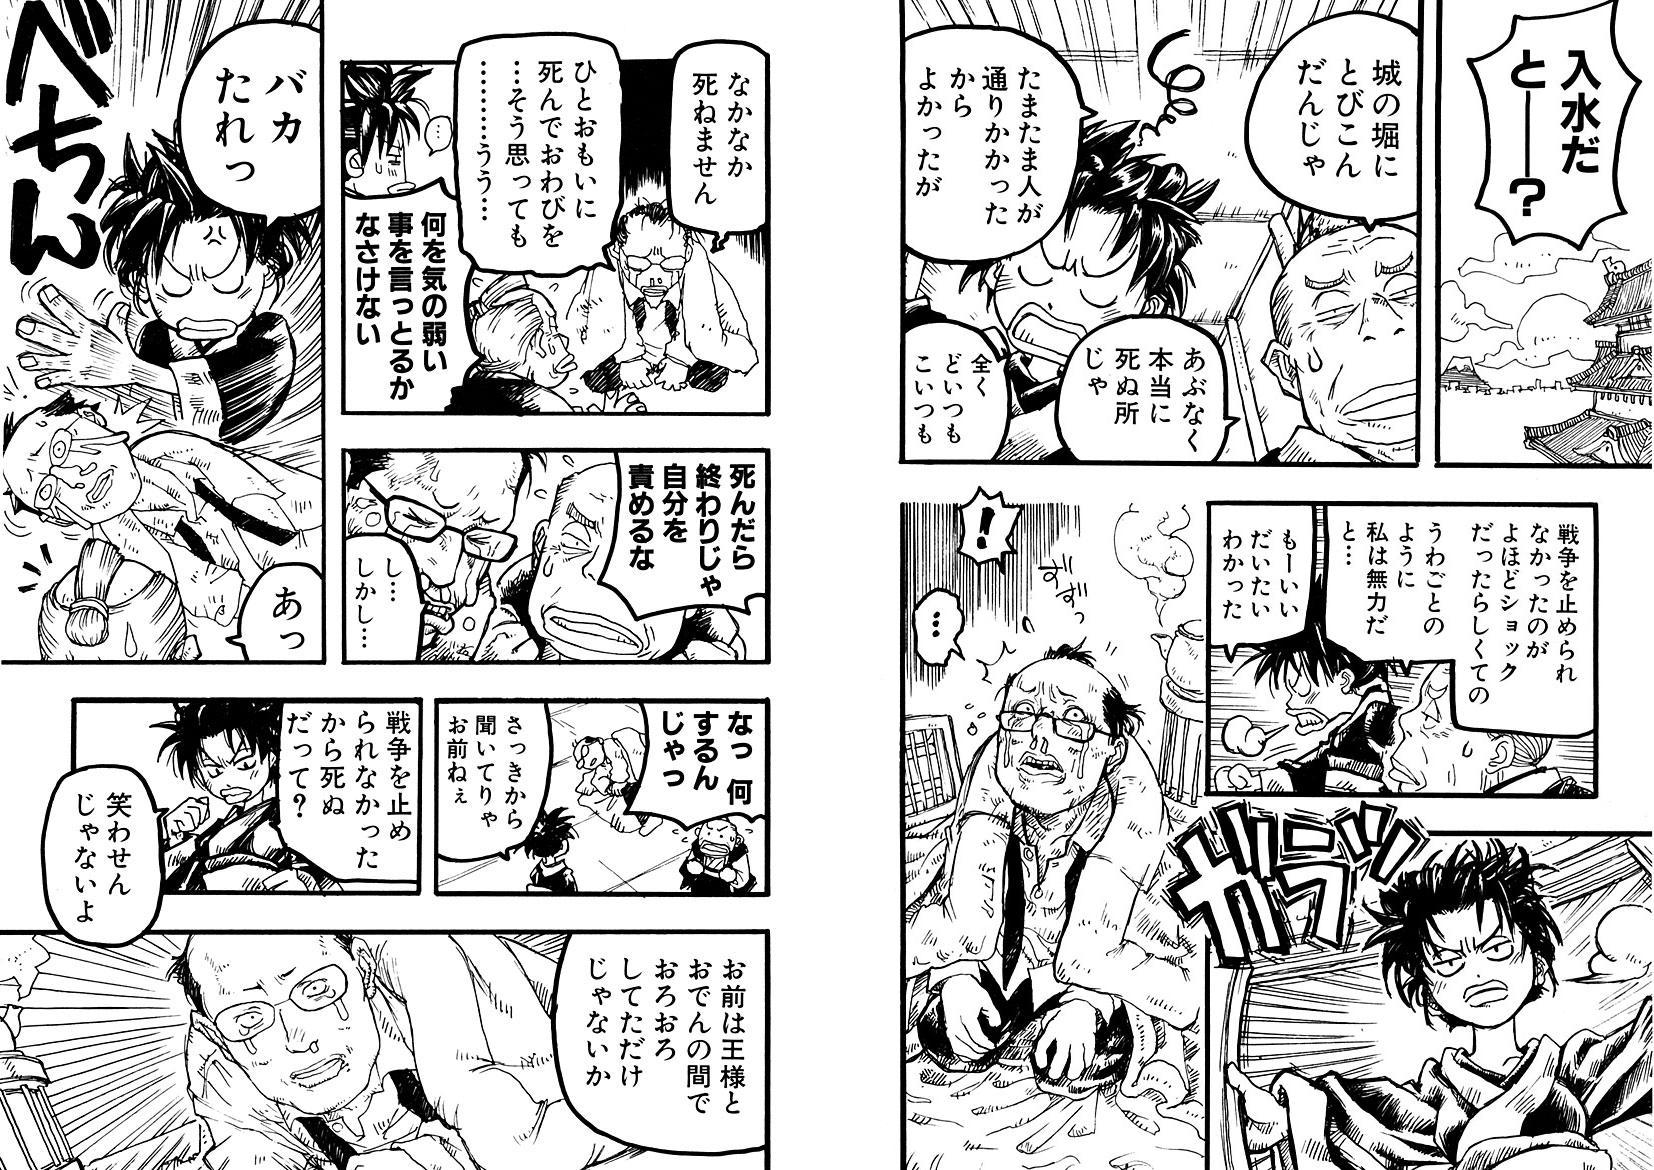 入水だ
と──？
城の堀に
とびこん
だんじゃ
たまたま人が
通りかかった
から
よかったが
あぶなく
本当に
死ぬ所
じゃ
全く
どいつも
こいつも
戦争を止められ
なかったのが
よほどショック
だったらしくての
うわごとの
ように
私は無力だ
と…
もーいい
だいたい
わかった
ガラッ
ずずっ
！
…
なかなか
死ねません
ひとおもいに
死んでおわびを
…そう思っても
………うう…
…
何を気の弱い
事を言っとるか
なさけない
死んだら
終わりじゃ
自分を
責めるな
し…
しかし…
バカ
たれっ
べちん
あっ
なっ 何
するん
じゃっ
さっきから
聞いてりゃ
お前ねぇ
戦争を止め
られなかった
から死ぬ
だって？
笑わせん
じゃないよ
お前は王様と
おでんの間で
おろおろ
してただけ
じゃないか